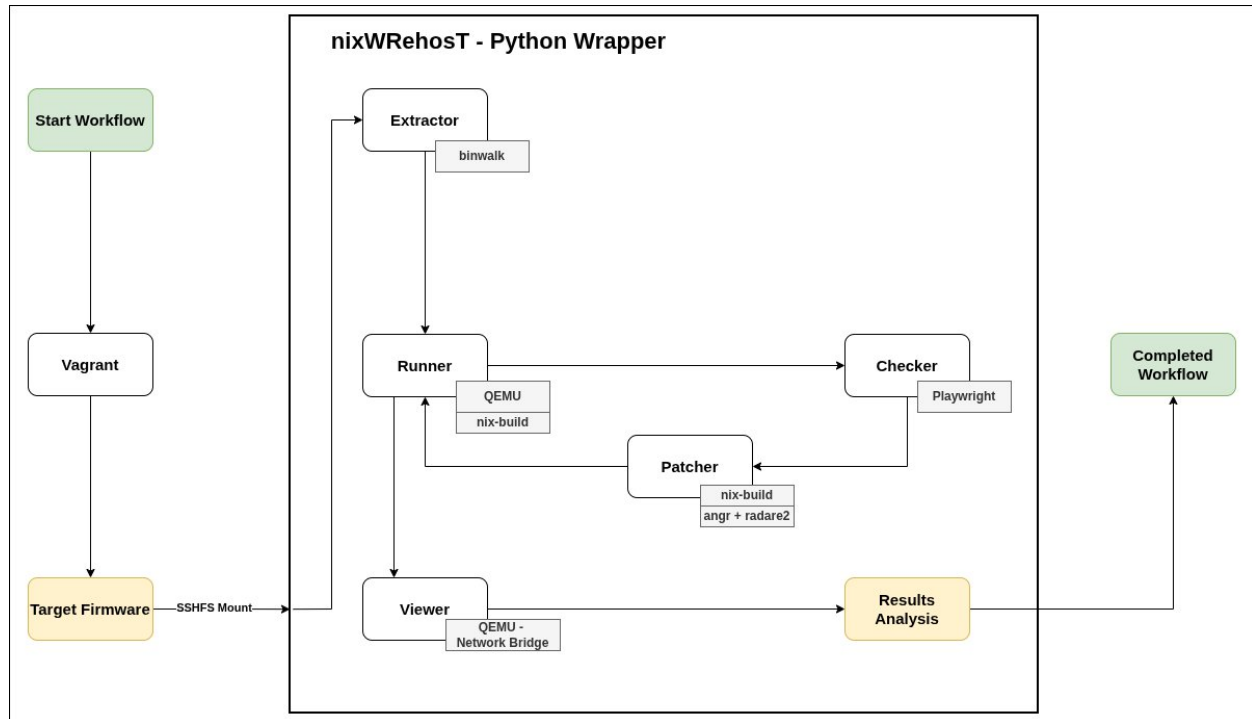 nixWRehosT - Python Wrapper
Start Workflow
Extractor
binwalk
Vagrant
Runner
QEMU
nix-build
Checker
Playwright
Completed
Workflow
Patcher
nix-build
angr + radare2
Target Firmware
SSHFS Mount
Viewer
QEMU -
Network Bridge
Results
Analysis